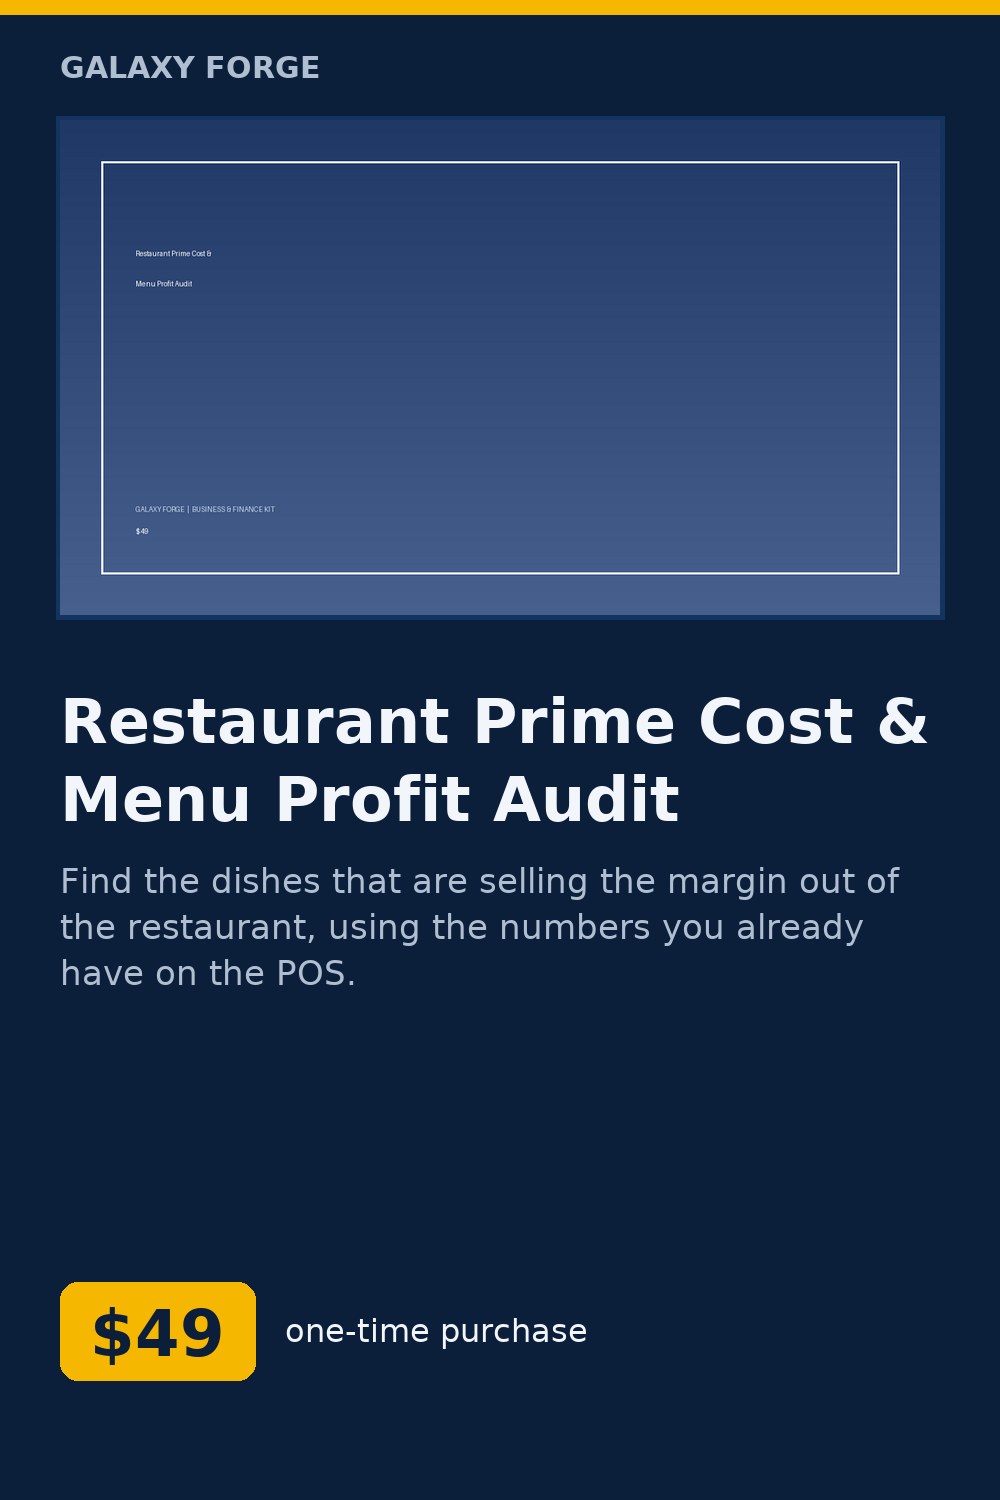 GALAXY FORGE
Restaurant Prime Cost &
Menu Profit Audit
GALAXY FORGE | BUSINESS & FINANCE KIT
$49
Restaurant Prime Cost &
Menu Profit Audit
Find the dishes that are selling the margin out of
the restaurant, using the numbers you already
have on the POS.
$49 one-time purchase